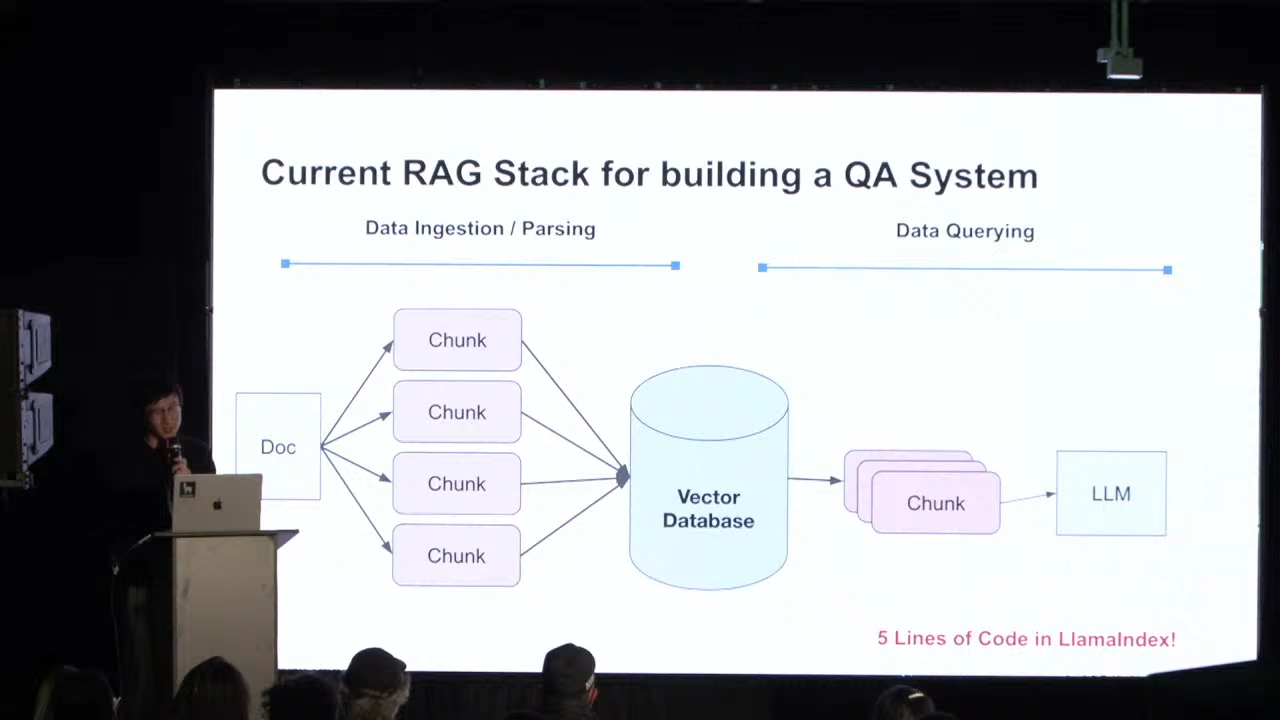 Current RAG Stack for building a QA System
Data Ingestion / Parsing
Data Querying
Doc
Chunk
Chunk
Chunk
Chunk
Vector
Database
Chunk
LLM
5 Lines of Code in LlamaIndex!